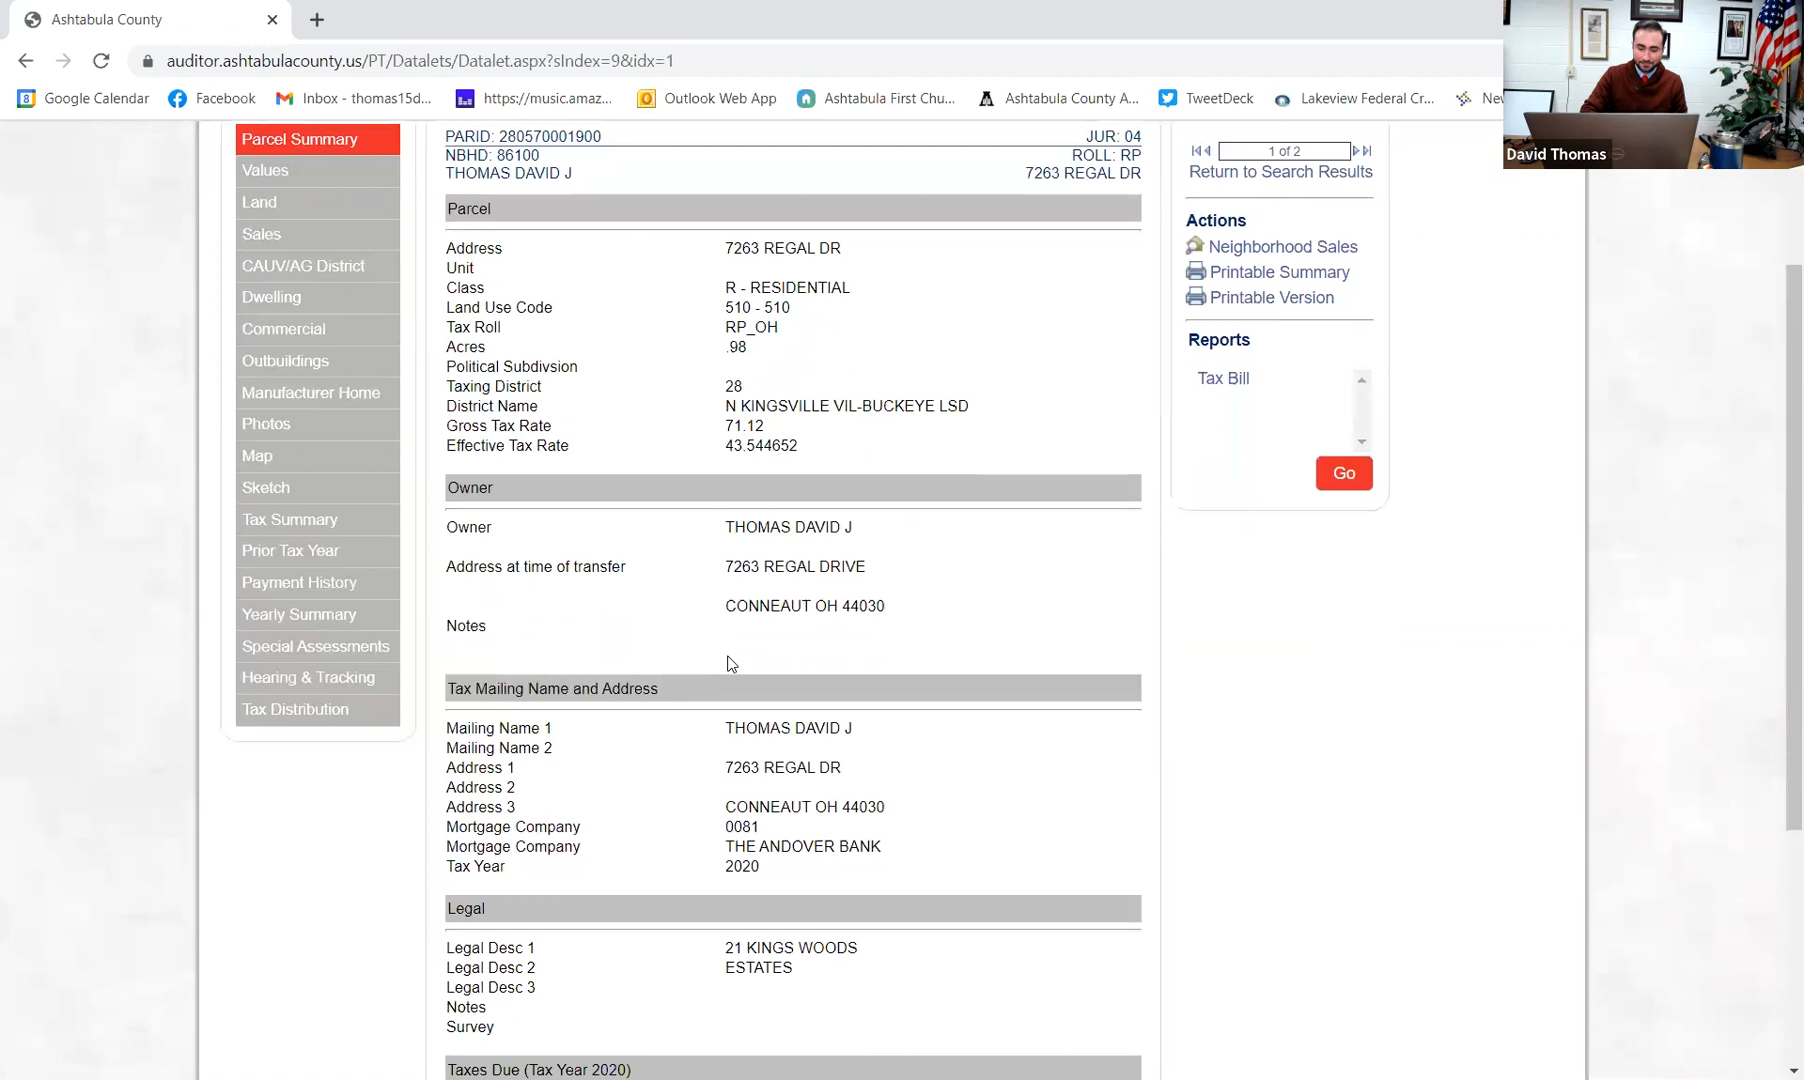 Ashtabula County
auditor.ashtabulacounty.us/PT/Datalets/Datalet.aspx?sIndex=9&idx=1
Google Calendar Facebook Inbox - thomas15d... https://music.amaz... Outlook Web App Ashtabula First Chu... Ashtabula County A... TweetDeck Lakeview Federal Cr... Nev
David Thomas
Parcel Summary
Values
Land
Sales
CAUV/AG District
Dwelling
Commercial
Outbuildings
Manufacturer Home
Photos
Map
Sketch
Tax Summary
Prior Tax Year
Payment History
Yearly Summary
Special Assessments
Hearing & Tracking
Tax Distribution
PARID: 280570001900 JUR: 04
NBHD: 86100 ROLL: RP
THOMAS DAVID J 7263 REGAL DR
Parcel
Address 7263 REGAL DR
Unit
Class R - RESIDENTIAL
Land Use Code 510 - 510
Tax Roll RP_OH
Acres .98
Political Subdivsion
Taxing District 28
District Name N KINGSVILLE VIL-BUCKEYE LSD
Gross Tax Rate 71.12
Effective Tax Rate 43.544652
Owner
Owner THOMAS DAVID J
Address at time of transfer 7263 REGAL DRIVE
CONNEAUT OH 44030
Notes
Tax Mailing Name and Address
Mailing Name 1 THOMAS DAVID J
Mailing Name 2
Address 1 7263 REGAL DR
Address 2
Address 3 CONNEAUT OH 44030
Mortgage Company 0081
Mortgage Company THE ANDOVER BANK
Tax Year 2020
Legal
Legal Desc 1 21 KINGS WOODS
Legal Desc 2 ESTATES
Legal Desc 3
Notes
Survey
Taxes Due (Tax Year 2020)
1 of 2
Return to Search Results
Actions
Neighborhood Sales
Printable Summary
Printable Version
Reports
Tax Bill
Go